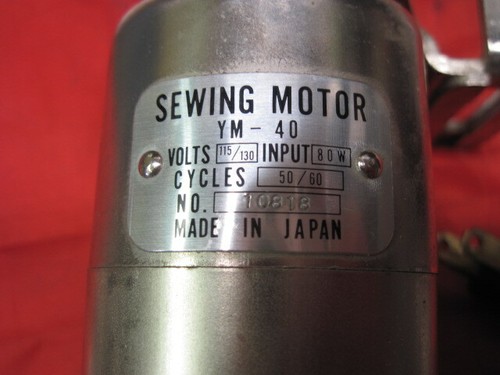 SEWING MOTOR
YM-40
VOLTS 115/130 INPUT 80W
CYCLES 50/60
NO. 10818
MADE IN JAPAN